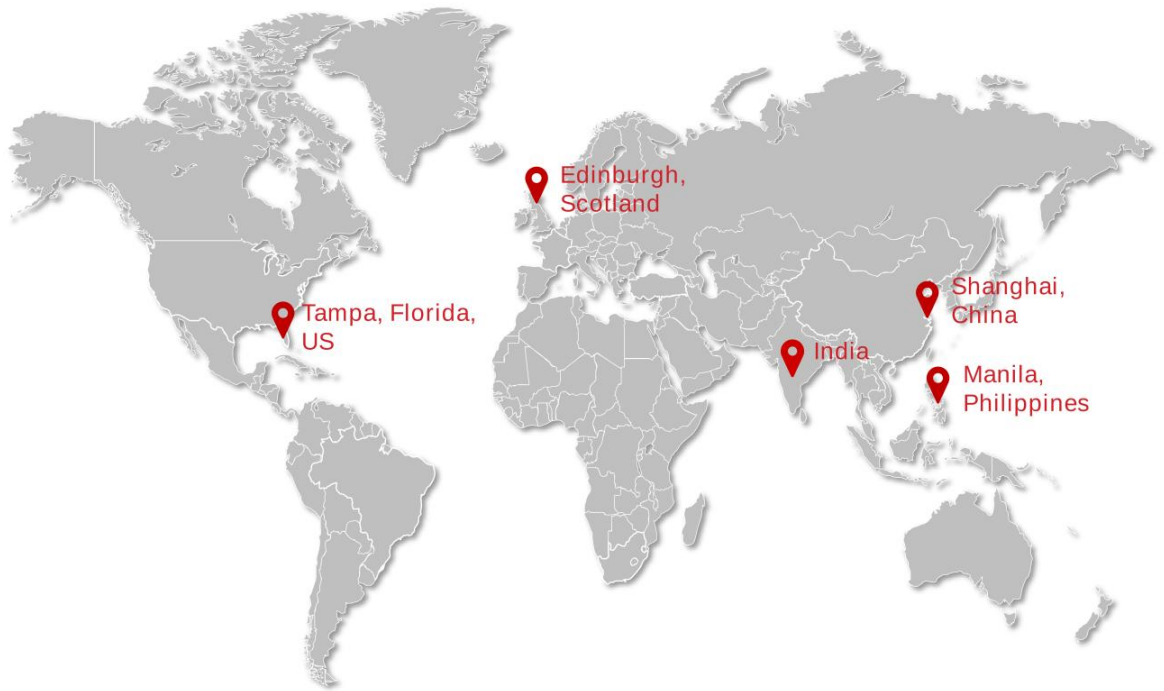 Edinburgh,
Scotland
Tampa, Florida,
US
Shanghai,
China
India
Manila,
Philippines